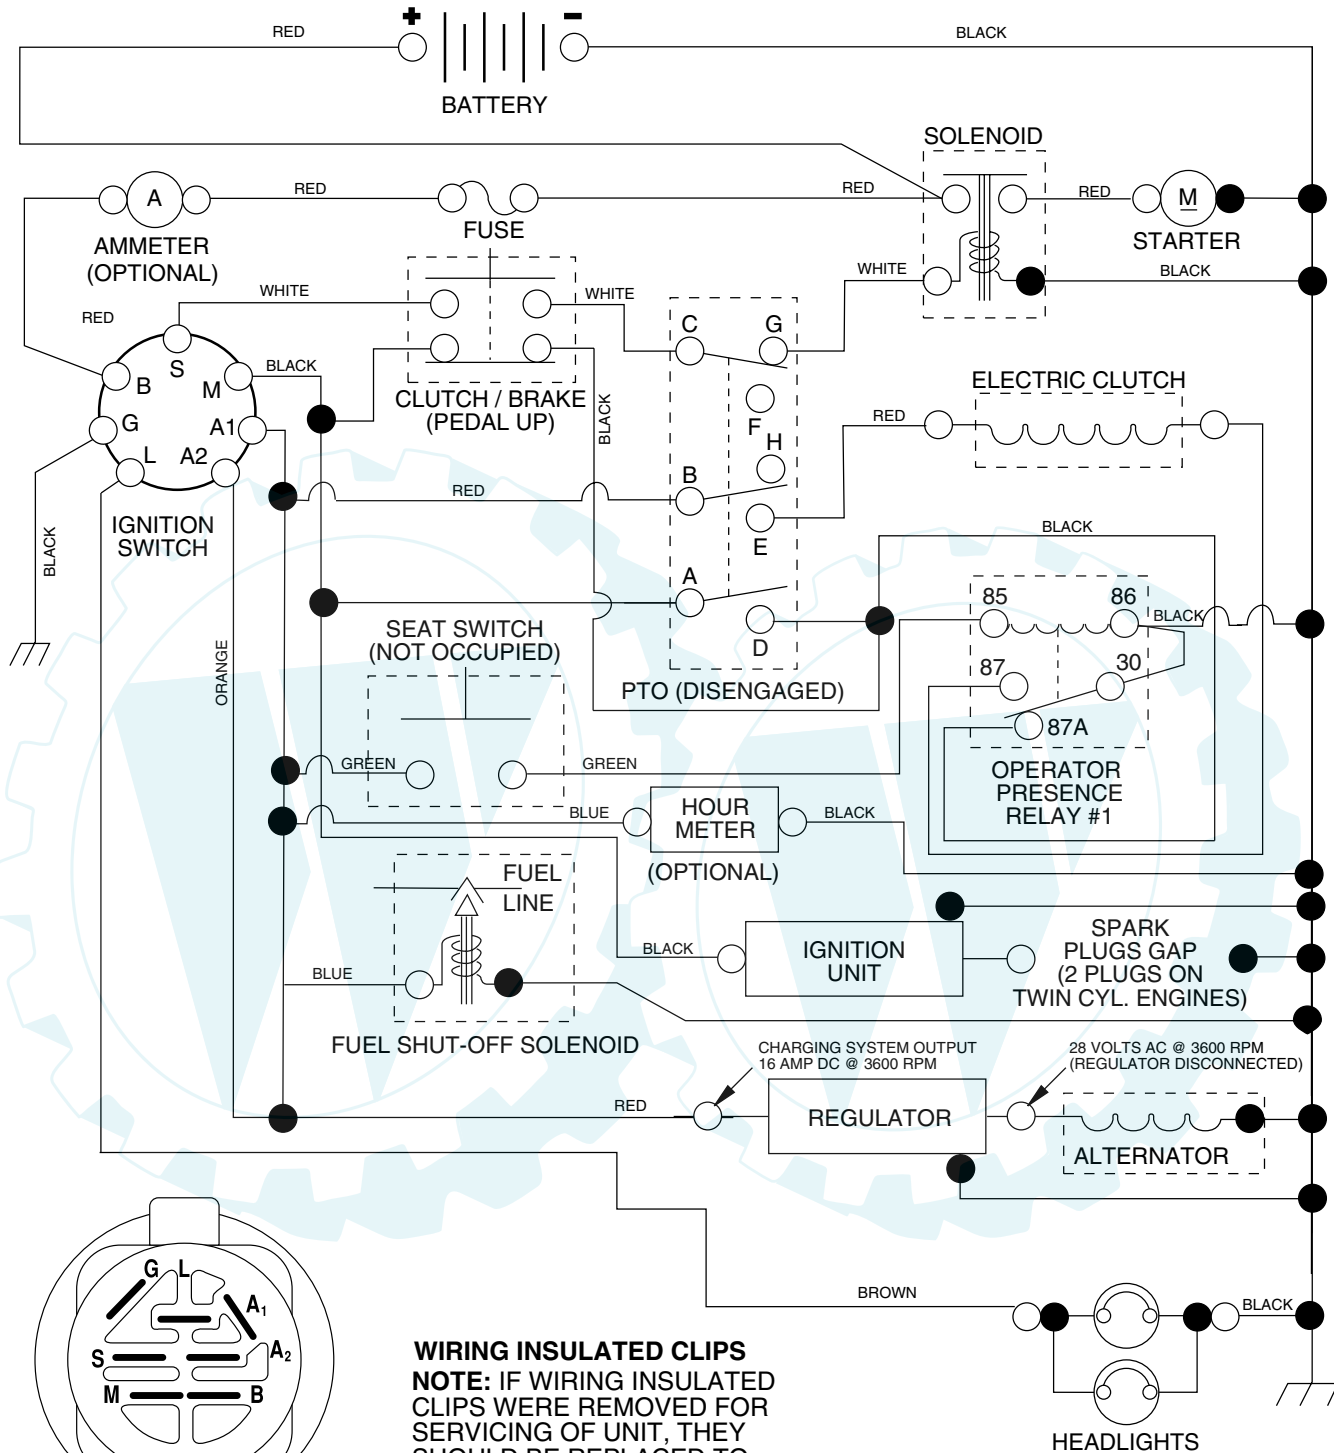 + -
RED
BLACK
BATTERY
SOLENOID
A
RED
RED
RED
M
AMMETER
(OPTIONAL)
FUSE
STARTER
WHITE
BLACK
WHITE
WHITE
RED
C
G
S
B
M
BLACK
G
A1
L
A2
CLUTCH / BRAKE
(PEDAL UP)
BLACK
F
H
ELECTRIC CLUTCH
RED
B
RED
E
IGNITION
SWITCH
BLACK
BLACK
A
D
85
86
BLACK
SEAT SWITCH
(NOT OCCUPIED)
ORANGE
87
30
PTO (DISENGAGED)
87A
GREEN
GREEN
OPERATOR
PRESENCE
RELAY #1
BLUE
HOUR
METER
BLACK
(OPTIONAL)
FUEL
LINE
BLACK
IGNITION
UNIT
SPARK
PLUGS GAP
(2 PLUGS ON
TWIN CYL. ENGINES)
BLUE
FUEL SHUT-OFF SOLENOID
CHARGING SYSTEM OUTPUT
16 AMP DC @ 3600 RPM
28 VOLTS AC @ 3600 RPM
(REGULATOR DISCONNECTED)
RED
REGULATOR
ALTERNATOR
G
L
A1
S
A2
M
B
BROWN
BLACK
HEADLIGHTS
WIRING INSULATED CLIPS
NOTE: IF WIRING INSULATED
CLIPS WERE REMOVED FOR
SERVICING OF UNIT, THEY
SHOULD BE REPLACED TO